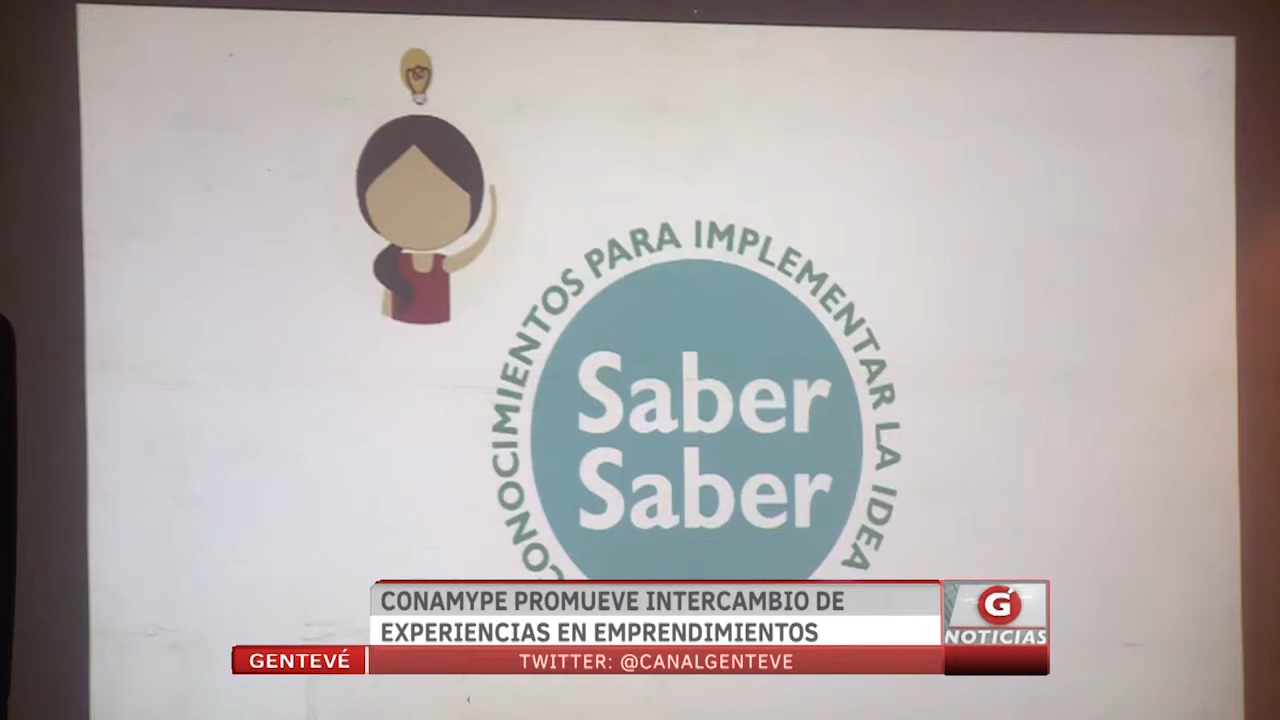 CONOCIMIENTOS PARA IMPLEMENTAR LA IDEA
Saber
Saber
CONAMYPE PROMUEVE INTERCAMBIO DE
EXPERIENCIAS EN EMPRENDIMIENTOS
G
NOTICIAS
GENTEVÉ
TWITTER: @CANALGENTEVE